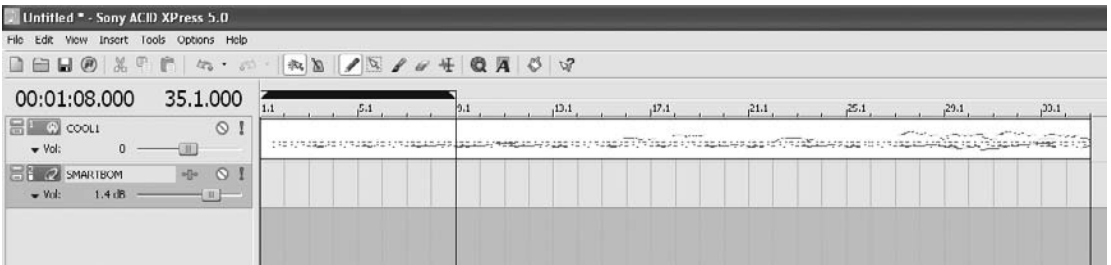 Untitled * - Sony ACID XPress 5.0
File Edit View Insert Tools Options Help
00:01:08.000 35.1.000
1.1 5.1 9.1 13.1 17.1 21.1 25.1 29.1 33.1
1 COOL1
Vol: 0
2 SMARTBOM
Vol: 1.4 dB